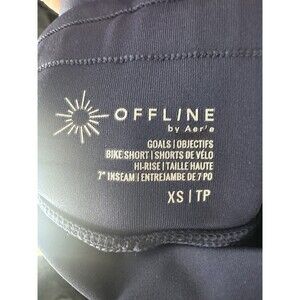 OFFLINE
by Aerie
GOALS | OBJECTIFS
BIKE SHORT | SHORTS DE VÉLO
HI-RISE | TAILLE HAUTE
7" INSEAM | ENTREJAMBE DE 7 PO
XS | TP